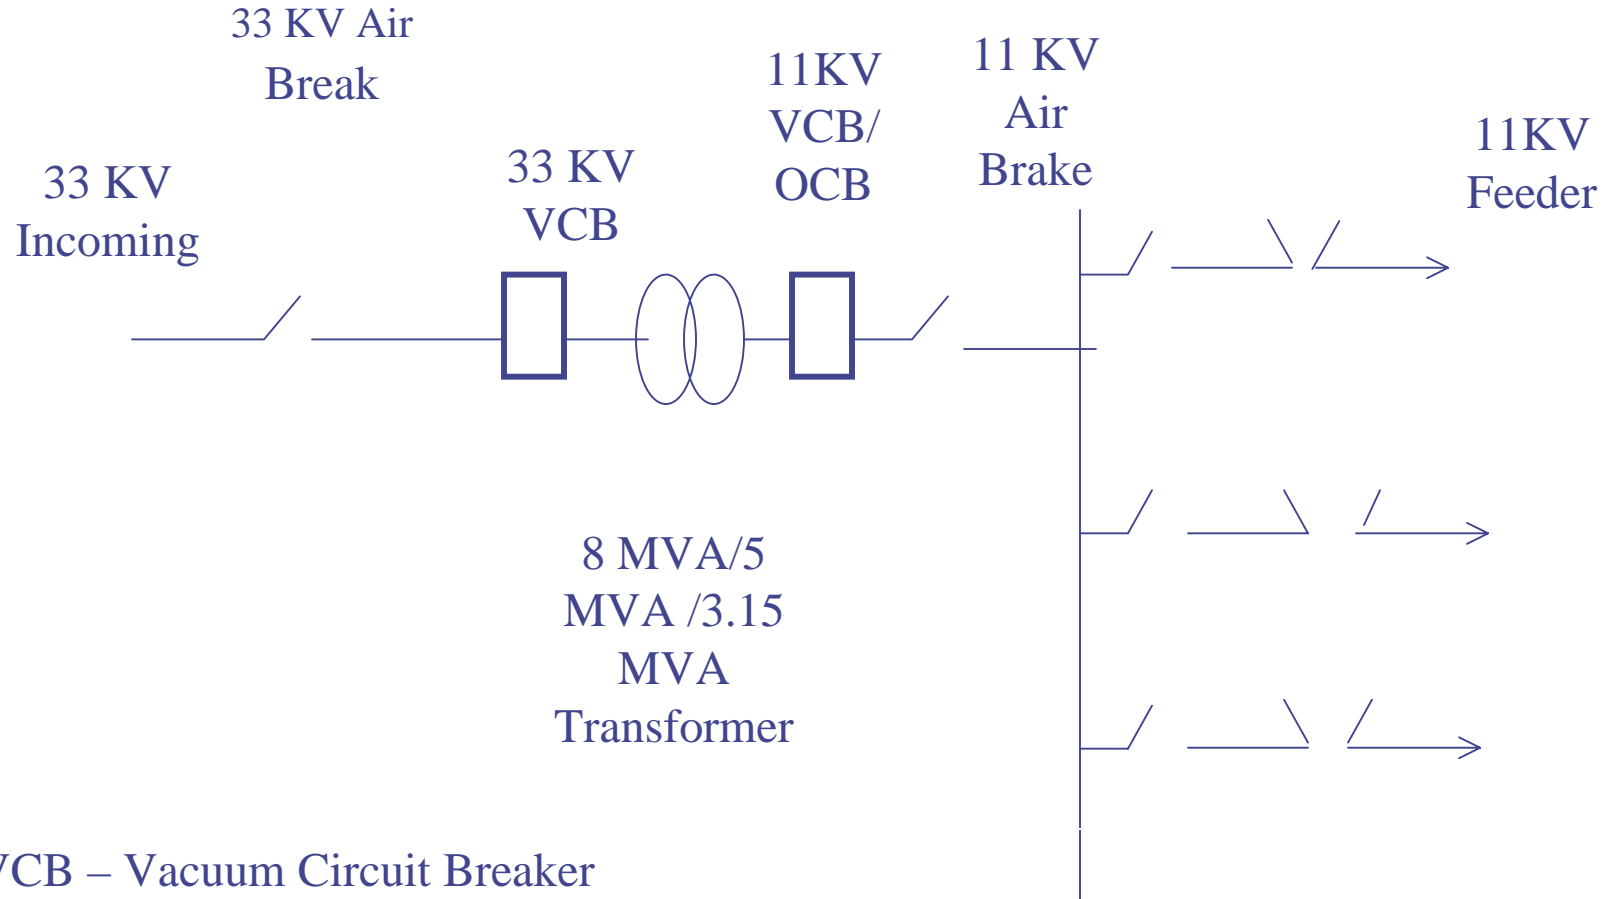 33 KV Air
Break
33 KV
Incoming
33 KV
VCB
11KV
VCB/
OCB
11 KV
Air
Brake
11KV
Feeder
8 MVA/5
MVA /3.15
MVA
Transformer
VCB – Vacuum Circuit Breaker